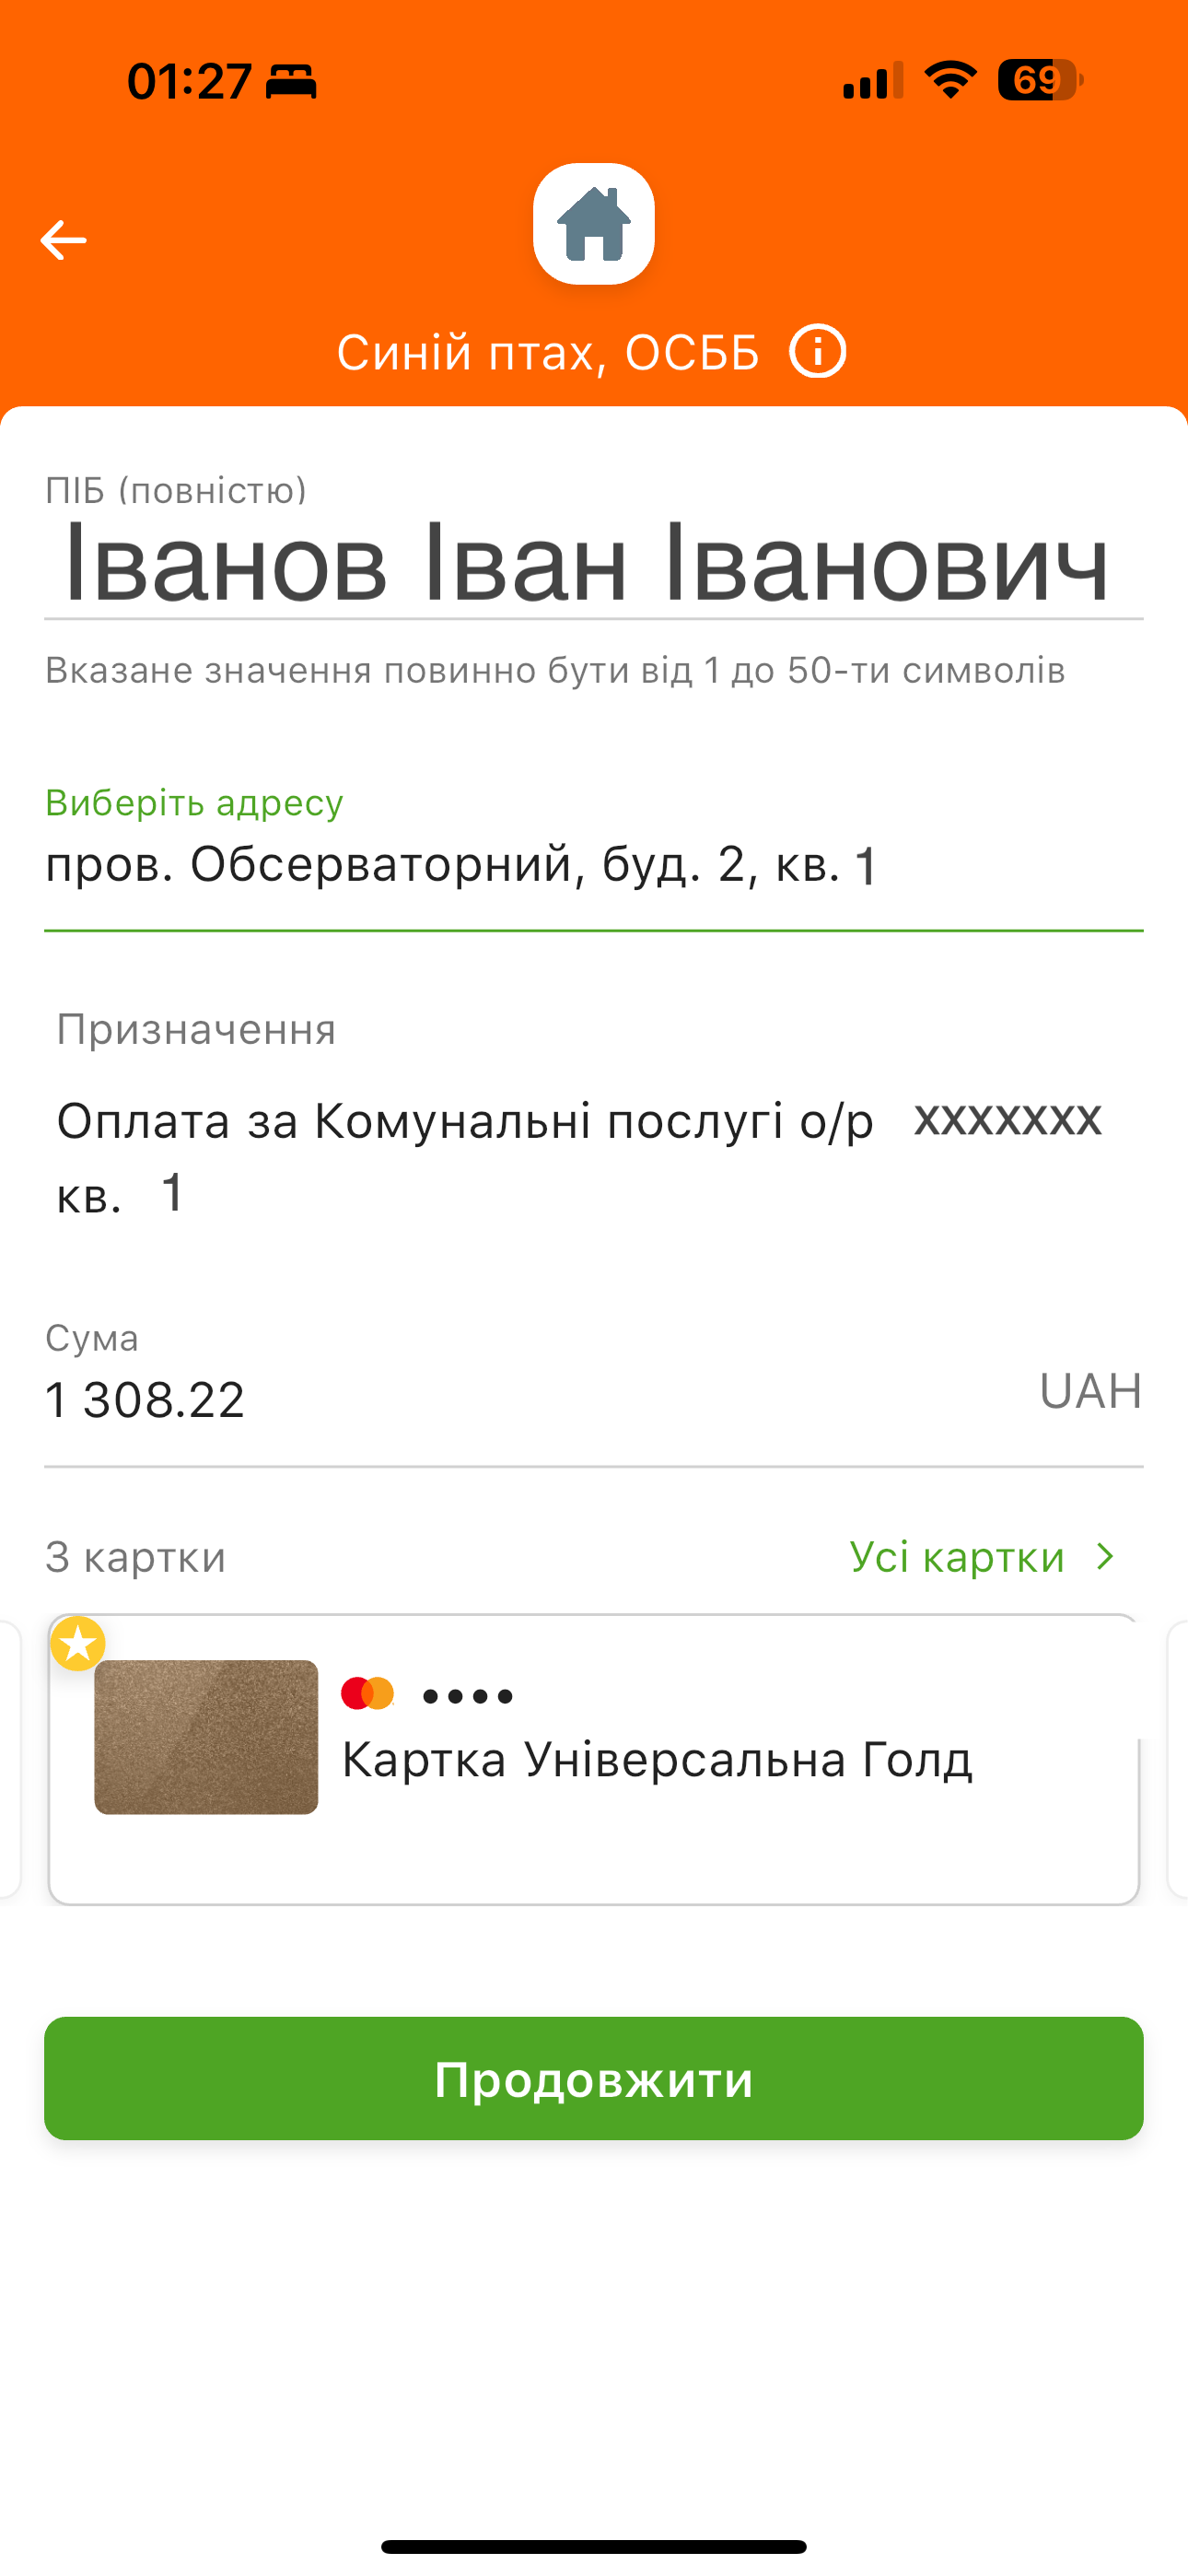 01:27
69
Синій птах, ОСББ
ПІБ (повністю)
Іванов Іван Іванович
Вказане значення повинно бути від 1 до 50-ти символів
Виберіть адресу
пров. Обсерваторний, буд. 2, кв. 1
Призначення
Оплата за Комунальні послугі о/р xxxxxxx
кв. 1
Сума
1 308.22 UAH
З картки Усі картки
••••
Картка Універсальна Голд
Продовжити